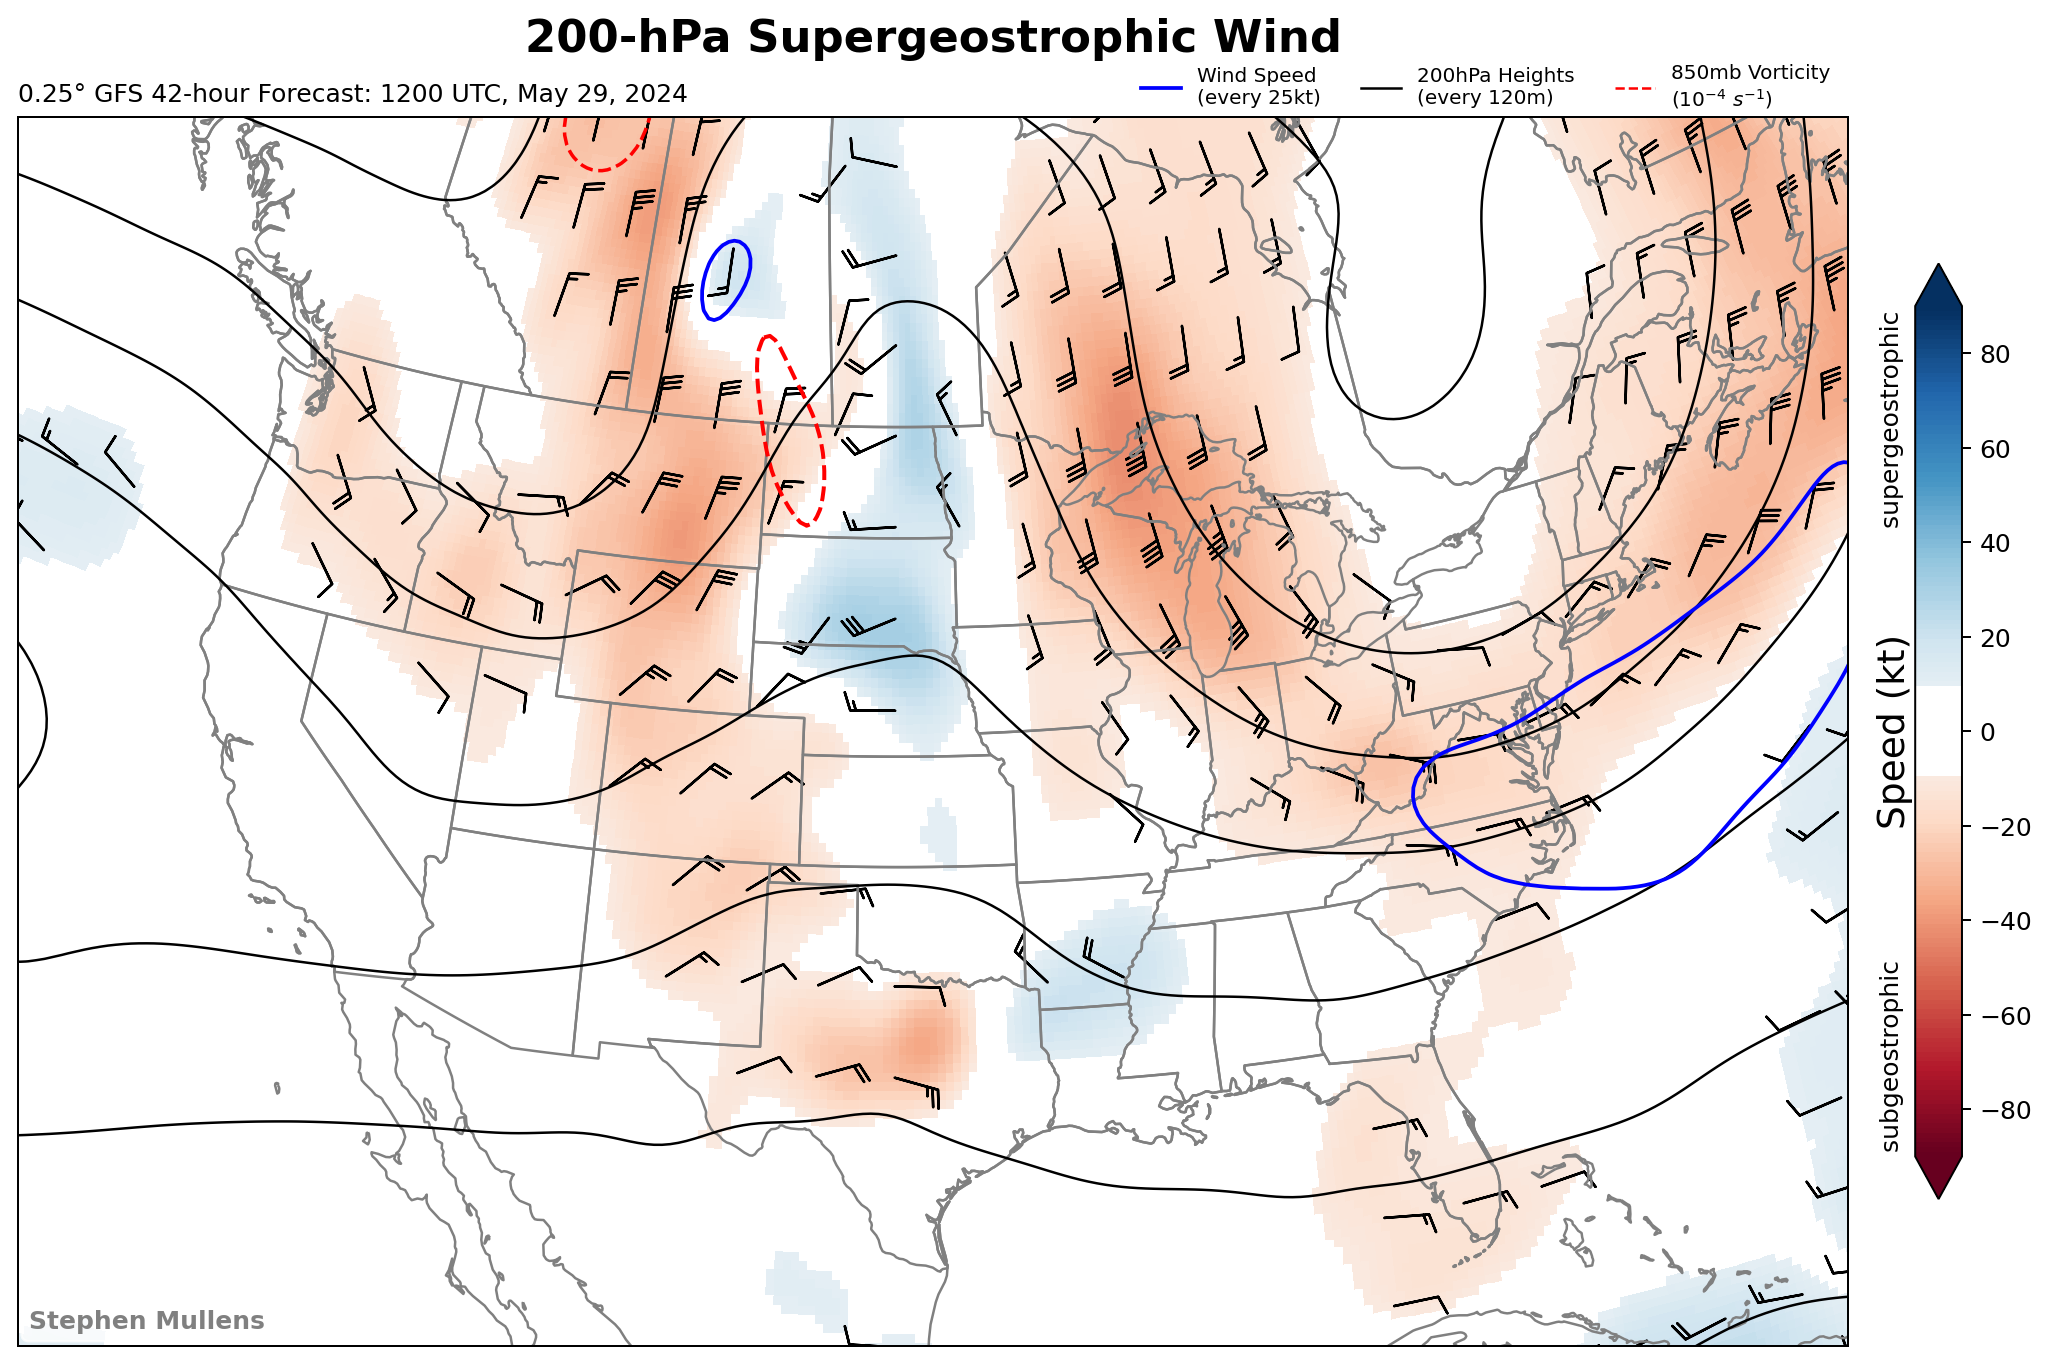 200-hPa Supergeostrophic Wind
0.25° GFS 42-hour Forecast: 1200 UTC, May 29, 2024
Wind Speed
(every 25kt)
200hPa Heights
(every 120m)
850mb Vorticity
(10⁻⁴ s⁻¹)
supergeostrophic
Speed (kt)
subgeostrophic
80
60
40
20
0
−20
−40
−60
−80
Stephen Mullens